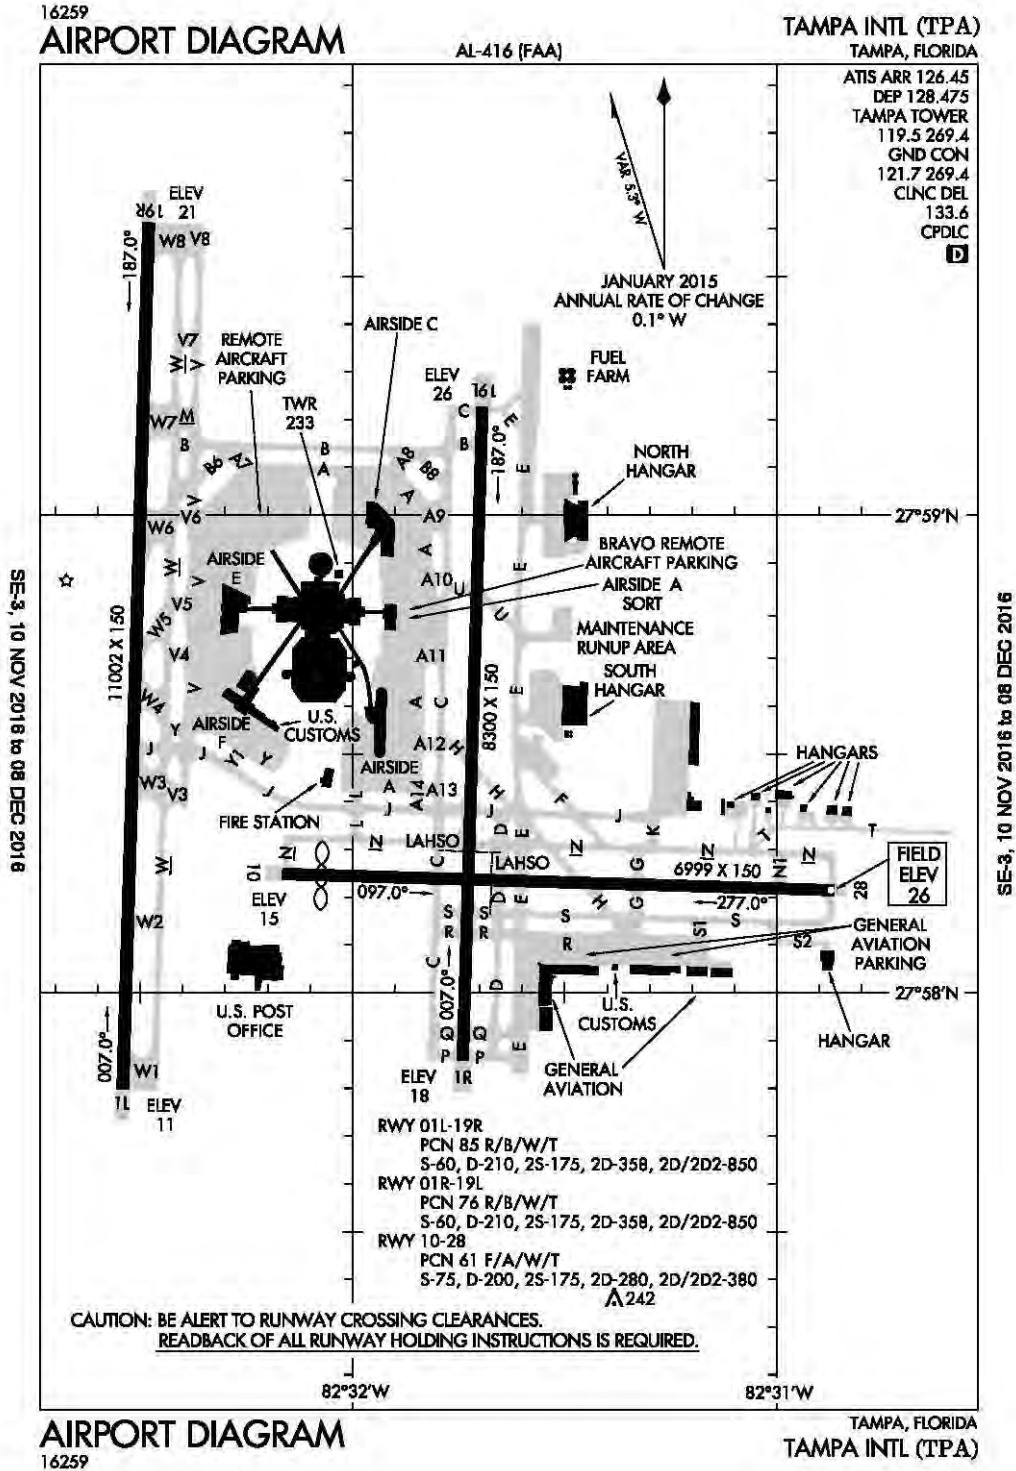 16259
AIRPORT DIAGRAM
AL-416 (FAA)
TAMPA INTL (TPA)
TAMPA, FLORIDA
ATIS ARR 126.45
DEP 128.475
TAMPA TOWER
119.5 269.4
GND CON
121.7 269.4
CLNC DEL
133.6
CPDLC
D
VAR 5.3° W
JANUARY 2015
ANNUAL RATE OF CHANGE
0.1° W
19R
ELEV
21
W8 V8
187.0°
V7
W
V
REMOTE
AIRCRAFT
PARKING
AIRSIDE C
TWR
233
ELEV
26
19L
FUEL
FARM
W7 M
B
B6
A7
B
A
A8
B8
C
B
E
187.0°
E
NORTH
HANGAR
V
V6
W6
A
A9
27°59'N
W
V
AIRSIDE
E
A
A10
U
U
E
BRAVO REMOTE
AIRCRAFT PARKING
AIRSIDE A
SORT
V5
W5
V4
11002 X 150
A11
MAINTENANCE
RUNUP AREA
SOUTH
HANGAR
V
W4
Y
J
J
Y1
Y
AIRSIDE
F
U.S.
CUSTOMS
A
C
A12
H
8300 X 150
E
HANGARS
W3
V3
J
AIRSIDE
A
A14
A13
L
J
H
J
F
J
K
T
T
FIRE STATION
L
D
E
N
N
LAHSO
C
LAHSO
N
G
N
N1
N
6999 X 150
FIELD
ELEV
26
W
10
ELEV
15
097.0°
D
E
H
G
277.0°
28
W2
S
R
S
R
S
R
S1
S
S2
GENERAL
AVIATION
PARKING
C
007.0°
D
27°58'N
U.S. POST
OFFICE
U.S.
CUSTOMS
HANGAR
007.0°
W1
Q
P
Q
P
E
GENERAL
AVIATION
1L
ELEV
11
ELEV
18
1R
RWY 01L-19R
PCN 85 R/B/W/T
S-60, D-210, 2S-175, 2D-358, 2D/2D2-850
RWY 01R-19L
PCN 76 R/B/W/T
S-60, D-210, 2S-175, 2D-358, 2D/2D2-850
RWY 10-28
PCN 61 F/A/W/T
S-75, D-200, 2S-175, 2D-280, 2D/2D2-380
242
CAUTION: BE ALERT TO RUNWAY CROSSING CLEARANCES.
READBACK OF ALL RUNWAY HOLDING INSTRUCTIONS IS REQUIRED.
82°32'W
82°31'W
AIRPORT DIAGRAM
16259
TAMPA, FLORIDA
TAMPA INTL (TPA)
SE-3, 10 NOV 2016 to 08 DEC 2016
SE-3, 10 NOV 2016 to 08 DEC 2016